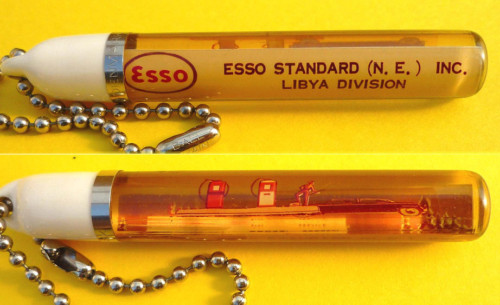 Esso
ESSO STANDARD (N. E.) INC.
LIBYA DIVISION